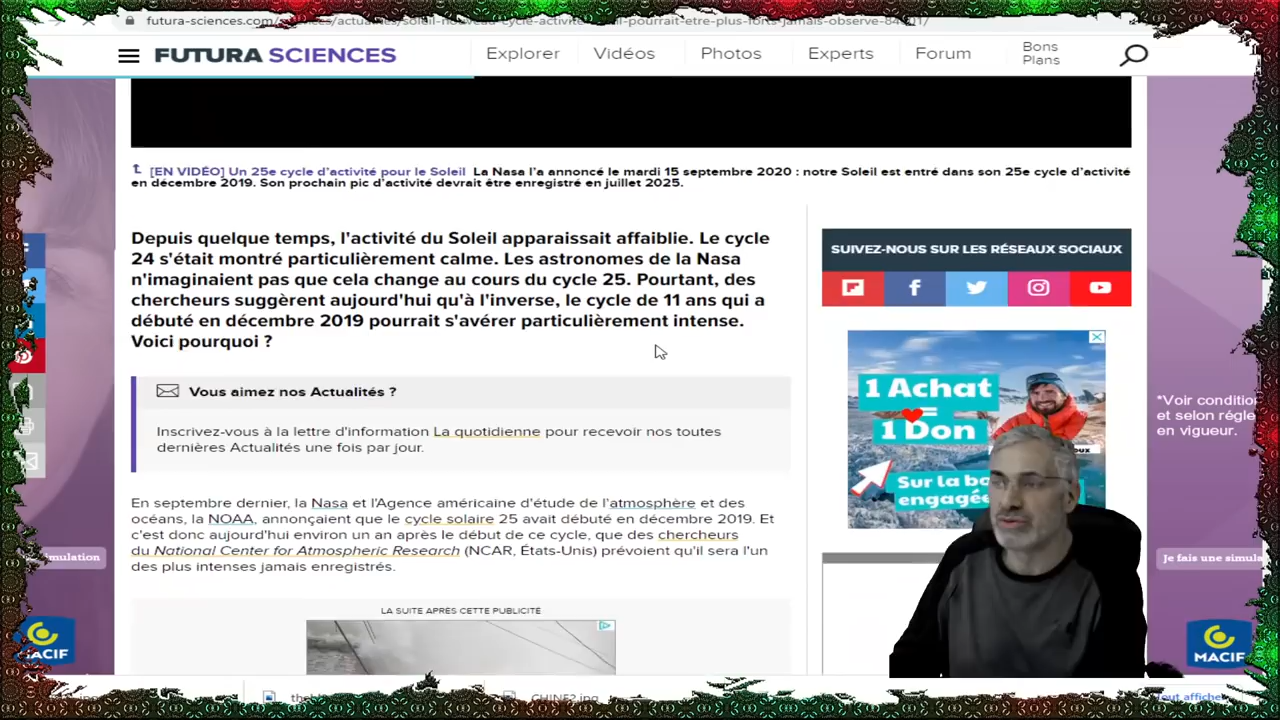 FUTURA SCIENCES
Explorer
Vidéos
Photos
Experts
Forum
Bons
Plans
[EN VIDÉO] Un 25e cycle d'activité pour le Soleil La Nasa l'a annoncé le mardi 15 septembre 2020 : notre Soleil est entré dans son 25e cycle d'activité
en décembre 2019. Son prochain pic d'activité devrait être enregistré en juillet 2025.
Depuis quelque temps, l'activité du Soleil apparaissait affaiblie. Le cycle
24 s'était montré particulièrement calme. Les astronomes de la Nasa
n'imaginaient pas que cela change au cours du cycle 25. Pourtant, des
chercheurs suggèrent aujourd'hui qu'à l'inverse, le cycle de 11 ans qui a
débuté en décembre 2019 pourrait s'avérer particulièrement intense.
Voici pourquoi ?
Vous aimez nos Actualités ?
Inscrivez-vous à la lettre d'information La quotidienne pour recevoir nos toutes
dernières Actualités une fois par jour.
En septembre dernier, la Nasa et l'Agence américaine d'étude de l'atmosphère et des
océans, la NOAA, annonçaient que le cycle solaire 25 avait débuté en décembre 2019. Et
c'est donc aujourd'hui environ un an après le début de ce cycle, que des chercheurs
du National Center for Atmospheric Research (NCAR, États-Unis) prévoient qu'il sera l'un
des plus intenses jamais enregistrés.
LA SUITE APRÈS CETTE PUBLICITÉ
SUIVEZ-NOUS SUR LES RÉSEAUX SOCIAUX
1 Achat
=
1 Don
Sur la
engagée
*Voir
et selon
en vigueur.
Je fais une
MACIF
CHINE2.jpg